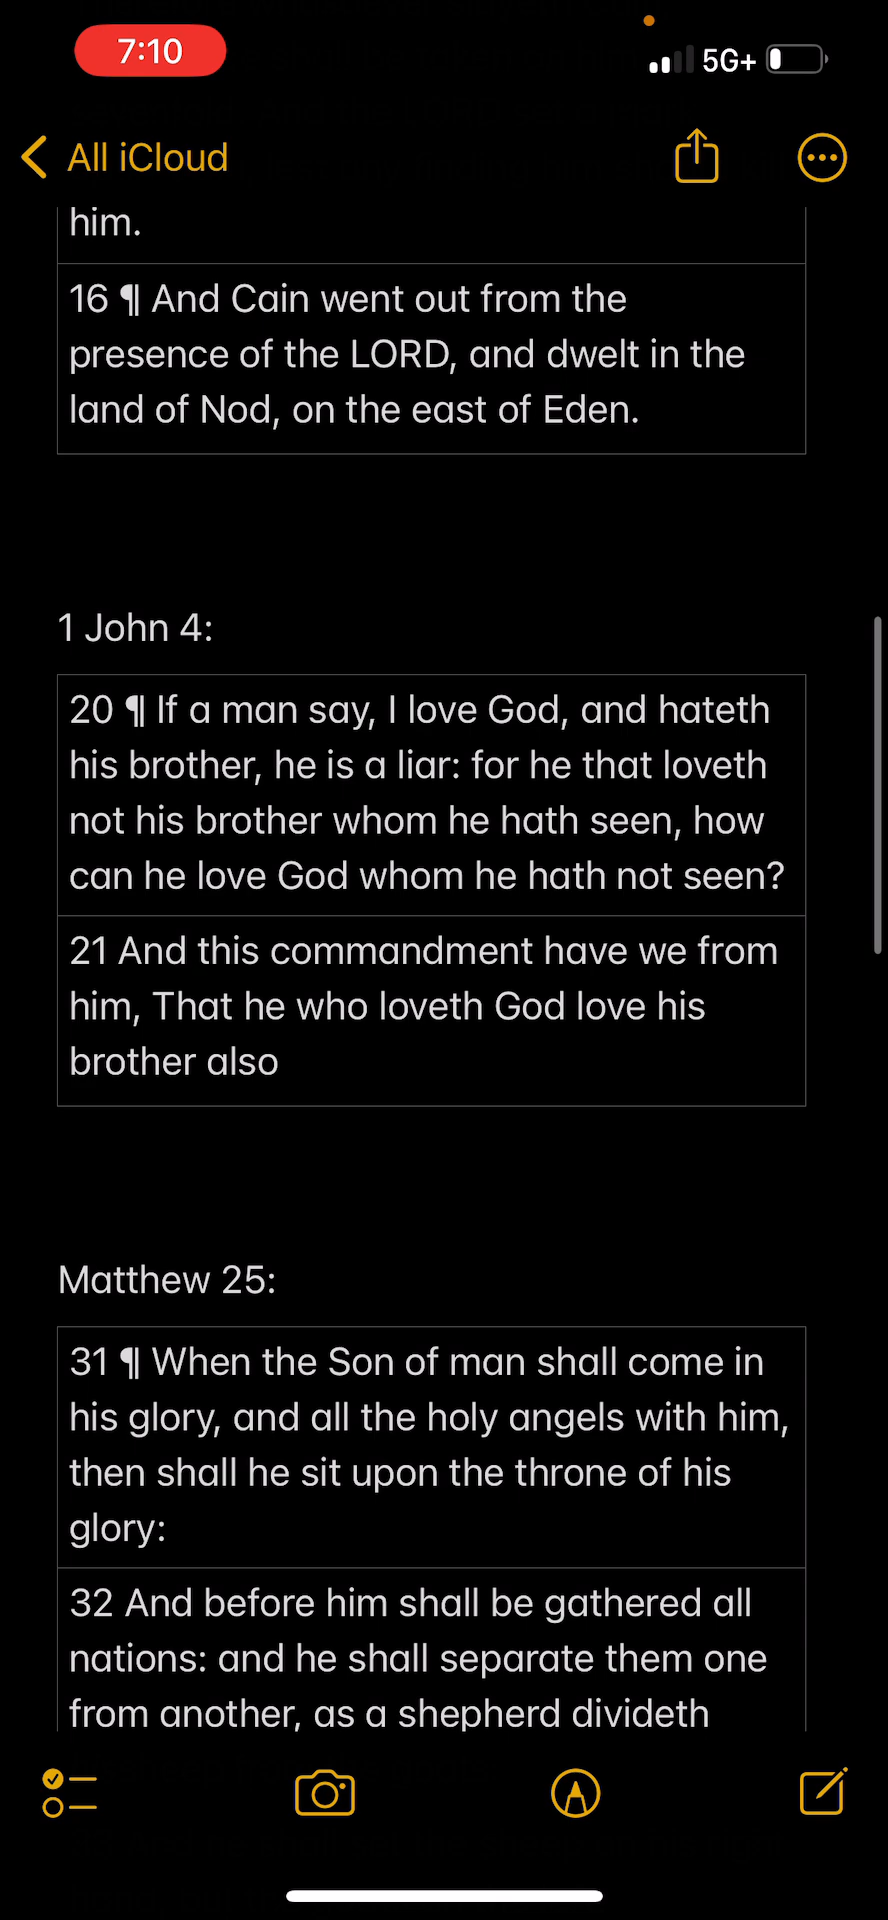 7:10
5G+
All iCloud
him.
16 ¶ And Cain went out from the
presence of the LORD, and dwelt in the
land of Nod, on the east of Eden.
1 John 4:
20 ¶ If a man say, I love God, and hateth
his brother, he is a liar: for he that loveth
not his brother whom he hath seen, how
can he love God whom he hath not seen?
21 And this commandment have we from
him, That he who loveth God love his
brother also
Matthew 25:
31 ¶ When the Son of man shall come in
his glory, and all the holy angels with him,
then shall he sit upon the throne of his
glory:
32 And before him shall be gathered all
nations: and he shall separate them one
from another, as a shepherd divideth